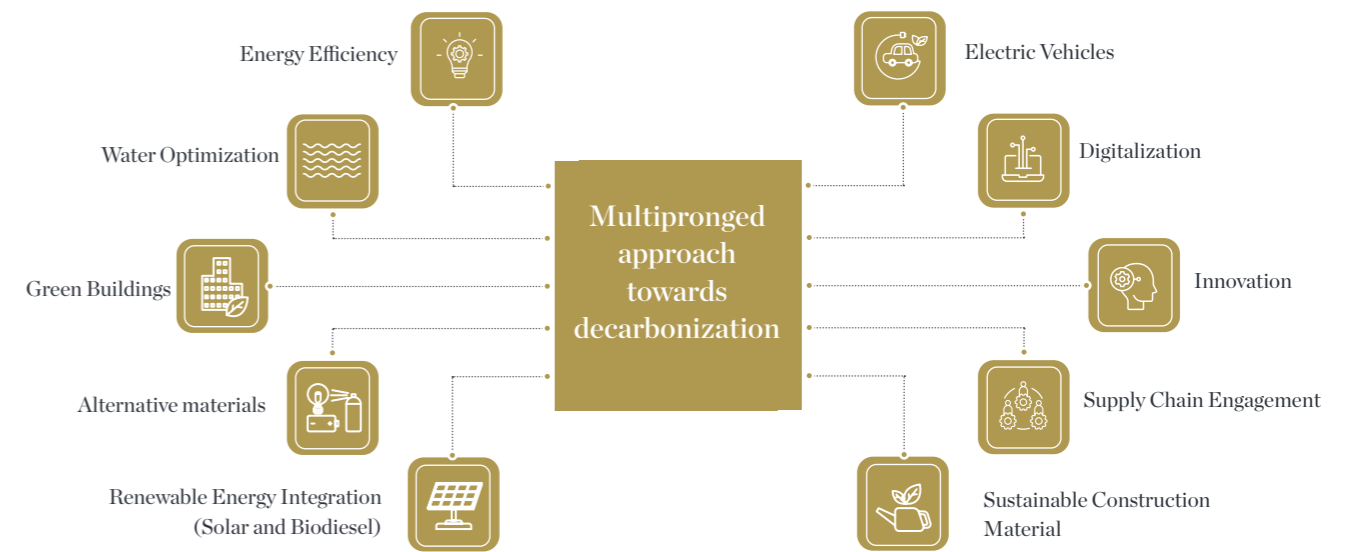 Energy Efficiency
Water Optimization
Green Buildings
Alternative materials
Renewable Energy Integration
(Solar and Biodiesel)
Multipronged
approach
towards
decarbonization
Electric Vehicles
Digitalization
Innovation
Supply Chain Engagement
Sustainable Construction
Material